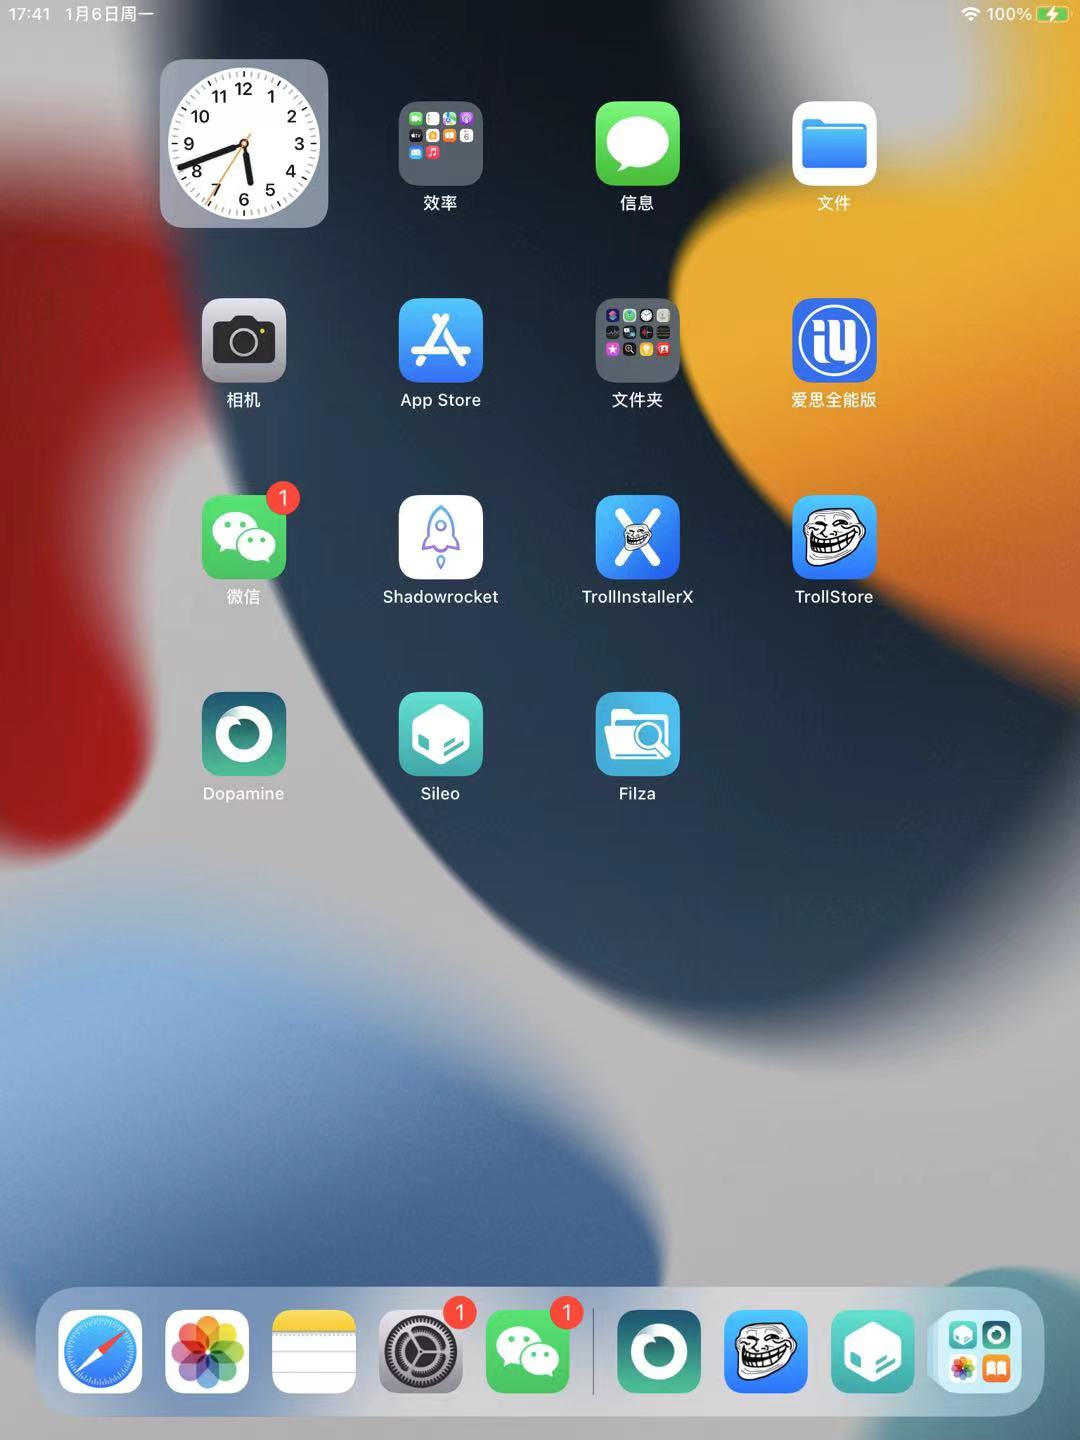 17:41 1月6日周一
100%
12
11 1
10 2
9 3
8 4
7 5
6
效率
信息
文件
相机
App Store
文件夹
爱思全能版
1
微信
Shadowrocket
TrollInstallerX
TrollStore
Dopamine
Sileo
Filza
1
1